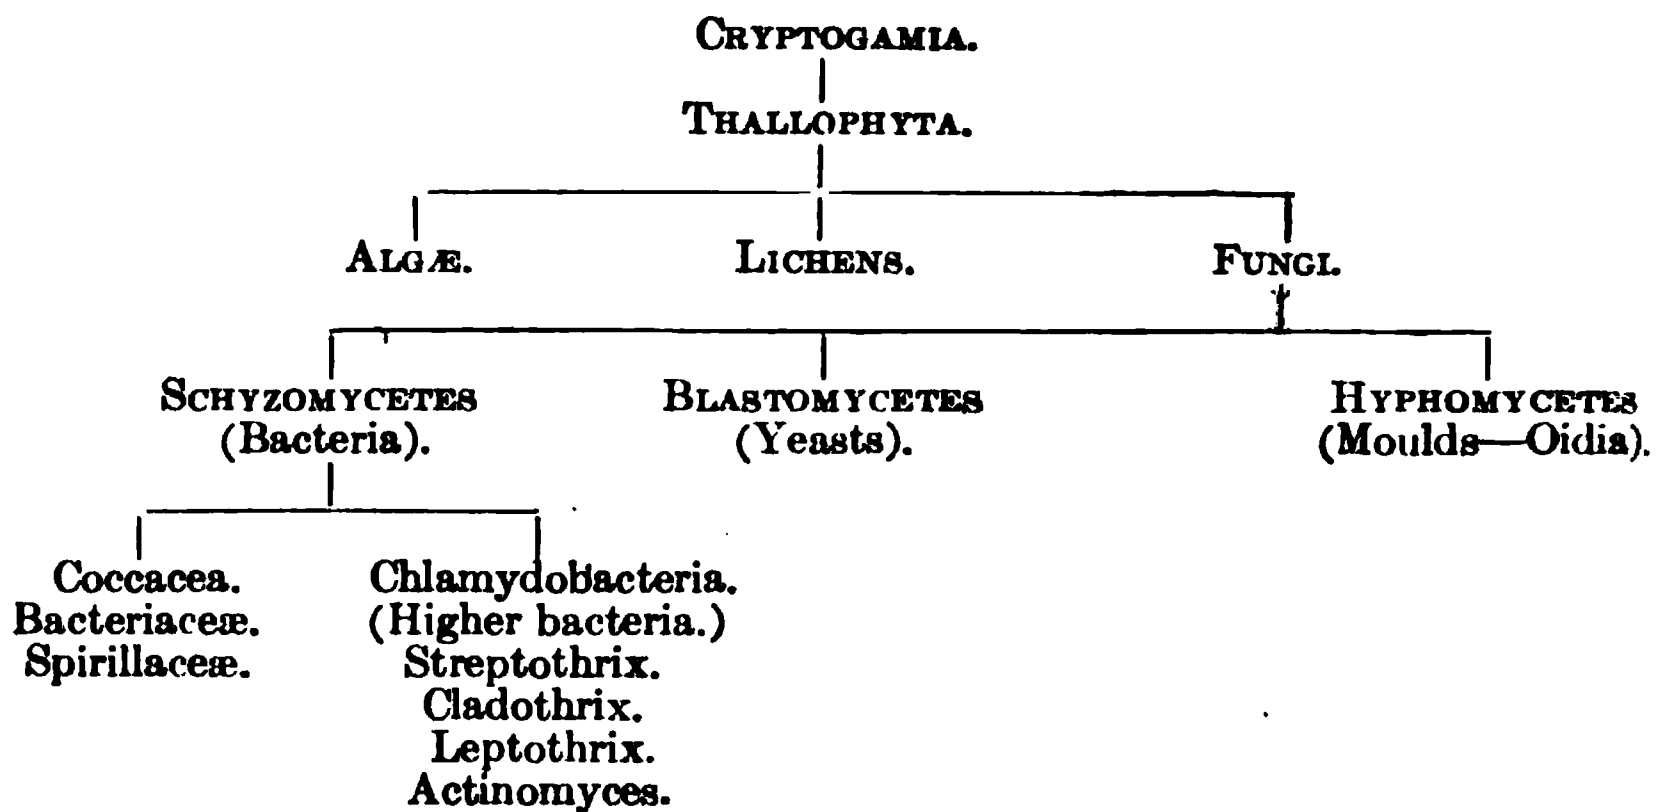 CRYPTOGAMIA.
THALLOPHYTA.
ALGÆ. LICHENS. FUNGI.
SCHYZOMYCETES BLASTOMYCETES HYPHOMYCETES
(Bacteria). (Yeasts). (Moulds—Oidia).
Coccacea. Chlamydobacteria.
Bacteriaceæ. (Higher bacteria.)
Spirillaceæ. Streptothrix.
Cladothrix.
Leptothrix.
Actinomyces.